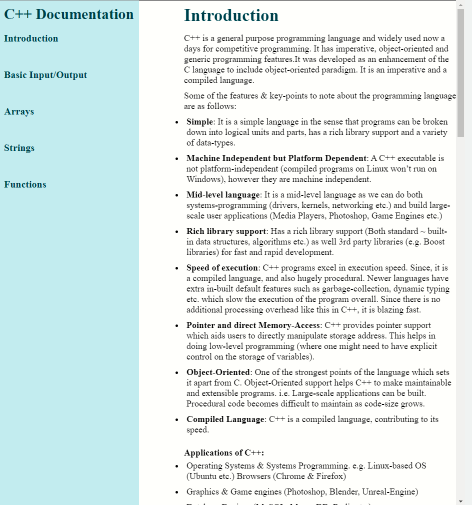 C++ Documentation
Introduction
Basic Input/Output
Arrays
Strings
Functions
Introduction
C++ is a general purpose programming language and widely used now a
days for competitive programming. It has imperative, object-oriented and
generic programming features.It was developed as an enhancement of the
C language to include object-oriented paradigm. It is an imperative and a
compiled language.
Some of the features & key-points to note about the programming language
are as follows:
• Simple: It is a simple language in the sense that programs can be broken
down into logical units and parts, has a rich library support and a variety
of data-types.
• Machine Independent but Platform Dependent: A C++ executable is
not platform-independent (compiled programs on Linux won't run on
Windows), however they are machine independent.
• Mid-level language: It is a mid-level language as we can do both
systems-programming (drivers, kernels, networking etc.) and build large-
scale user applications (Media Players, Photoshop, Game Engines etc.)
• Rich library support: Has a rich library support (Both standard ~ built-
in data structures, algorithms etc.) as well 3rd party libraries (e.g. Boost
libraries) for fast and rapid development.
• Speed of execution: C++ programs excel in execution speed. Since, it is
a compiled language, and also hugely procedural. Newer languages have
extra in-built default features such as garbage-collection, dynamic typing
etc. which slow the execution of the program overall. Since there is no
additional processing overhead like this in C++, it is blazing fast.
• Pointer and direct Memory-Access: C++ provides pointer support
which aids users to directly manipulate storage address. This helps in
doing low-level programming (where one might need to have explicit
control on the storage of variables).
• Object-Oriented: One of the strongest points of the language which sets
it apart from C. Object-Oriented support helps C++ to make maintainable
and extensible programs. i.e. Large-scale applications can be built.
Procedural code becomes difficult to maintain as code-size grows.
• Compiled Language: C++ is a compiled language, contributing to its
speed.
Applications of C++:
• Operating Systems & Systems Programming. e.g. Linux-based OS
(Ubuntu etc.) Browsers (Chrome & Firefox)
• Graphics & Game engines (Photoshop, Blender, Unreal-Engine)